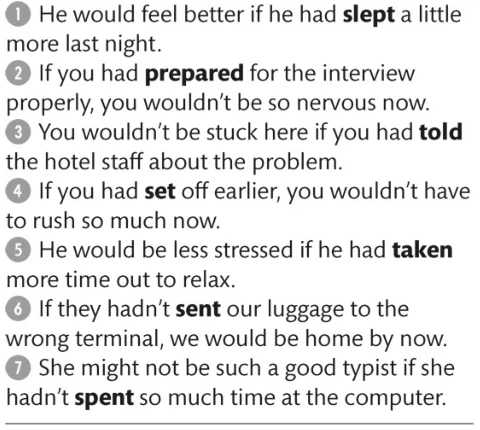 1 He would feel better if he had slept a little
more last night.
2 If you had prepared for the interview
properly, you wouldn't be so nervous now.
3 You wouldn't be stuck here if you had told
the hotel staff about the problem.
4 If you had set off earlier, you wouldn't have
to rush so much now.
5 He would be less stressed if he had taken
more time out to relax.
6 If they hadn't sent our luggage to the
wrong terminal, we would be home by now.
7 She might not be such a good typist if she
hadn't spent so much time at the computer.